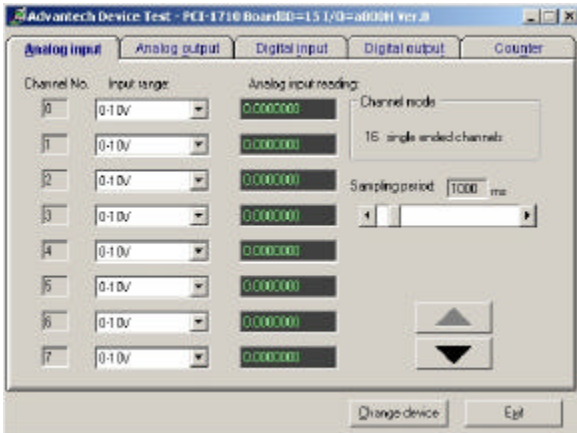 Advantech Device Test - PCI-1710 BoardID=15 I/O=a000H Ver.B
Analog input Analog output Digital input Digital output Counter
Channel No. Input range: Analog input reading:
Channel mode
0 0-10V 0.0000000
16 single ended channels
1 0-10V 0.0000000
2 0-10V 0.0000000
Sampling period: 1000 ms
3 0-10V 0.0000000
4 0-10V 0.0000000
5 0-10V 0.0000000
6 0-10V 0.0000000
7 0-10V 0.0000000
Change device Exit